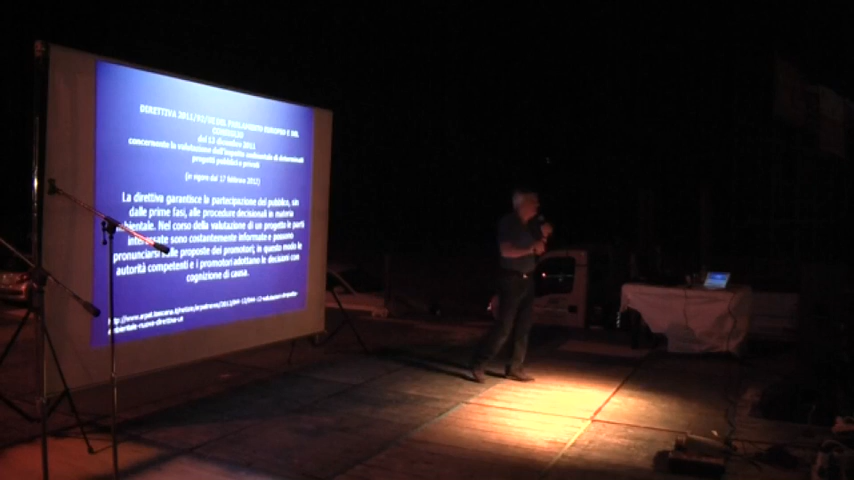 DIRETTIVA 2011/92/UE DEL PARLAMENTO EUROPEO E DEL
CONSIGLIO
del 13 dicembre 2011
concernente la valutazione dell'impatto ambientale di determinati
progetti pubblici e privati
(in vigore dal 17 febbraio 2012)
La direttiva garantisce la partecipazione del pubblico, sin
dalle prime fasi, alle procedure decisionali in materia
ambientale. Nel corso della valutazione di un progetto le parti
interessate sono costantemente informate e possono
pronunciarsi sulle proposte dei promotori; in questo modo le
autorità competenti e i promotori adottano le decisioni con
cognizione di causa.